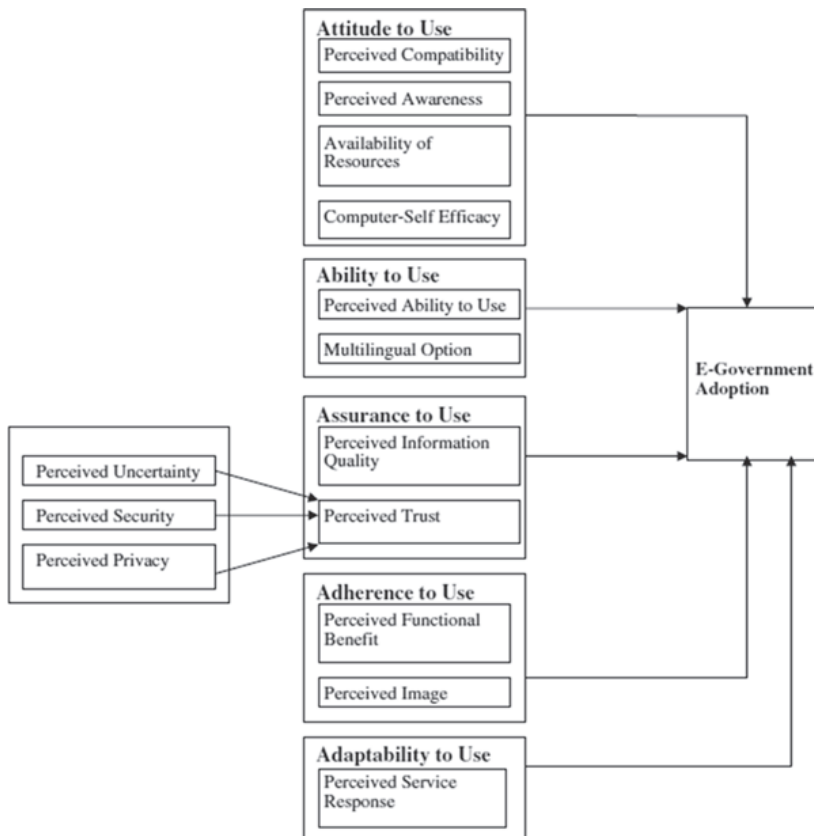 Attitude to Use
Perceived Compatibility
Perceived Awareness
Availability of
Resources
Computer-Self Efficacy
Ability to Use
Perceived Ability to Use
Multilingual Option
E-Government
Adoption
Assurance to Use
Perceived Information
Quality
Perceived Trust
Perceived Uncertainty
Perceived Security
Perceived Privacy
Adherence to Use
Perceived Functional
Benefit
Perceived Image
Adaptability to Use
Perceived Service
Response